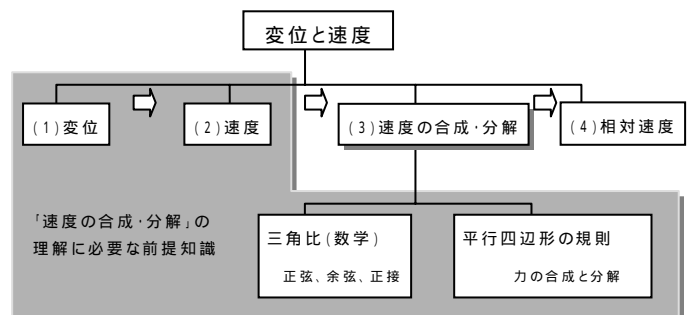 変位と速度
(1)変位
(2)速度
(3)速度の合成･分解
(4)相対速度
｢速度の合成･分解｣の
理解に必要な前提知識
三角比(数学)
正弦、余弦、正接
平行四辺形の規則
力の合成と分解